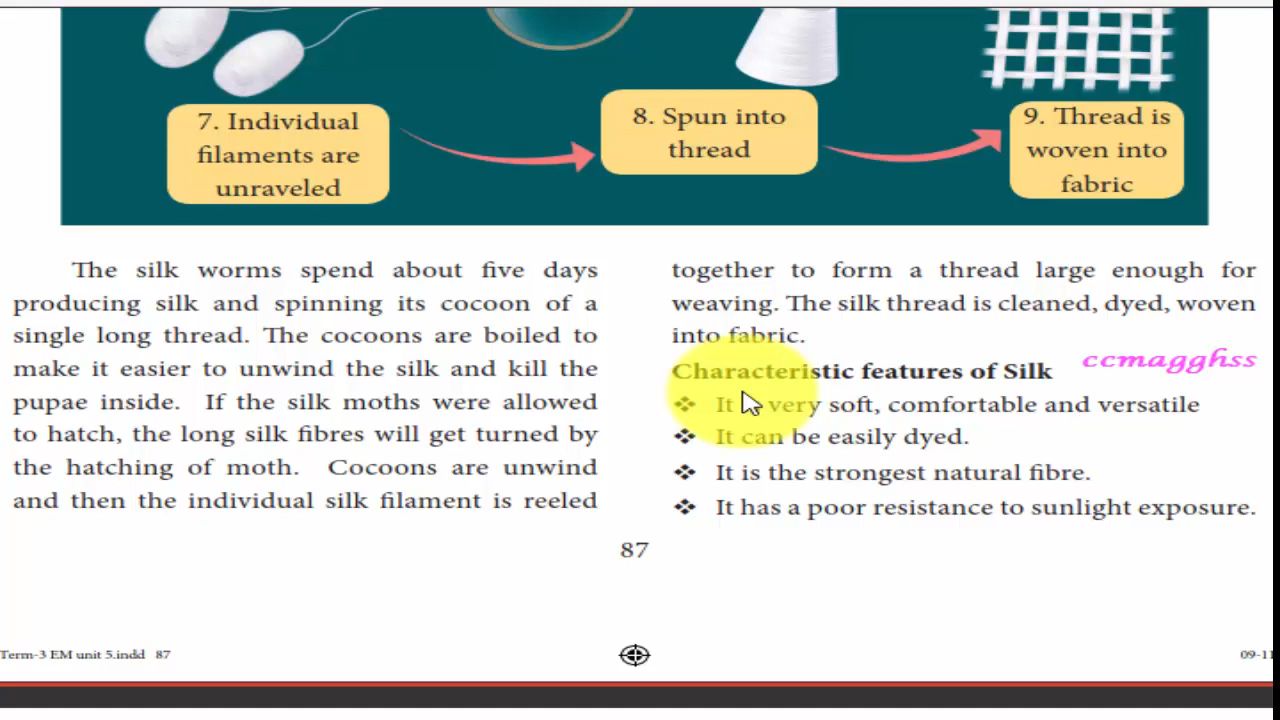 7. Individual
filaments are
unraveled
8. Spun into
thread
9. Thread is
woven into
fabric
The silk worms spend about five days
producing silk and spinning its cocoon of a
single long thread. The cocoons are boiled to
make it easier to unwind the silk and kill the
pupae inside. If the silk moths were allowed
to hatch, the long silk fibres will get turned by
the hatching of moth. Cocoons are unwind
and then the individual silk filament is reeled
together to form a thread large enough for
weaving. The silk thread is cleaned, dyed, woven
into fabric.
Characteristic features of Silk
ccmagghss
❖ It very soft, comfortable and versatile
❖ It can be easily dyed.
❖ It is the strongest natural fibre.
❖ It has a poor resistance to sunlight exposure.
87
Term-3 EM unit 5.indd 87
09-11